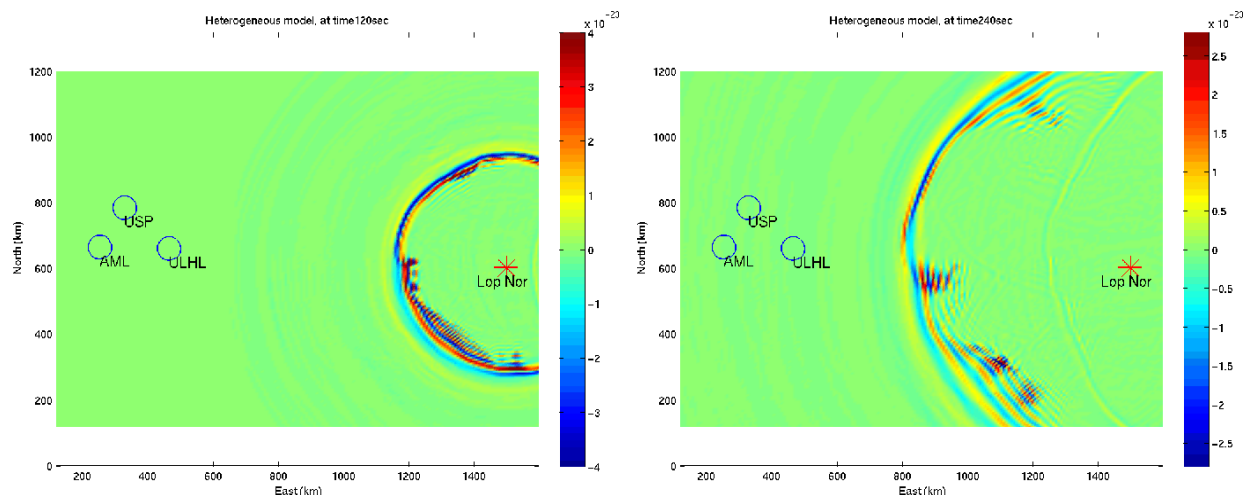 Heterogeneous model, at time120sec
x 10⁻²³
4
3
2
1
0
-1
-2
-3
-4
1200
1000
800
600
400
200
0
North [km]
USP
AML
ULHL
Lop Nor
200 400 600 800 1000 1200 1400
East (km)
Heterogeneous model, at time240sec
x 10⁻²³
2.5
2
1.5
1
0.5
0
-0.5
-1
-1.5
-2
-2.5
1200
1000
800
600
400
200
0
North [km]
USP
AML
ULHL
Lop Nor
200 400 600 800 1000 1200 1400
East (km)